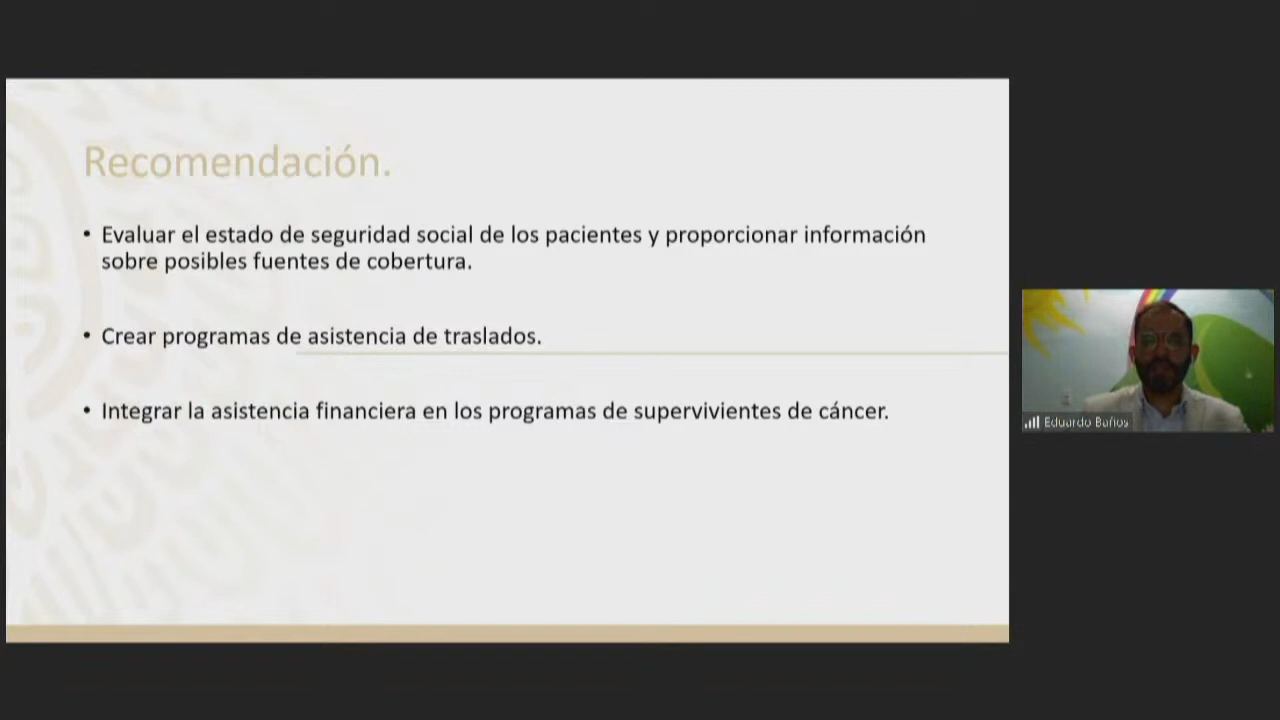 Recomendación.
• Evaluar el estado de seguridad social de los pacientes y proporcionar información
sobre posibles fuentes de cobertura.
• Crear programas de asistencia de traslados.
• Integrar la asistencia financiera en los programas de supervivientes de cáncer.
Eduardo Baños